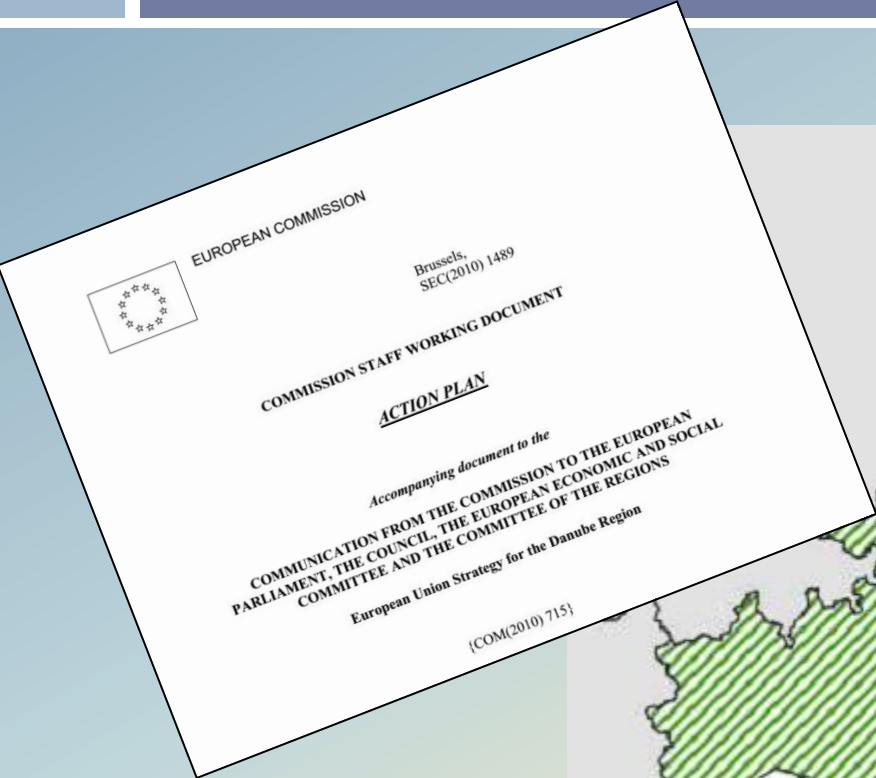 EUROPEAN COMMISSION
Brussels,
SEC(2010) 1489
COMMISSION STAFF WORKING DOCUMENT
ACTION PLAN
Accompanying document to the
COMMUNICATION FROM THE COMMISSION TO THE EUROPEAN
PARLIAMENT, THE COUNCIL, THE EUROPEAN ECONOMIC AND SOCIAL
COMMITTEE AND THE COMMITTEE OF THE REGIONS
European Union Strategy for the Danube Region
{COM(2010) 715}